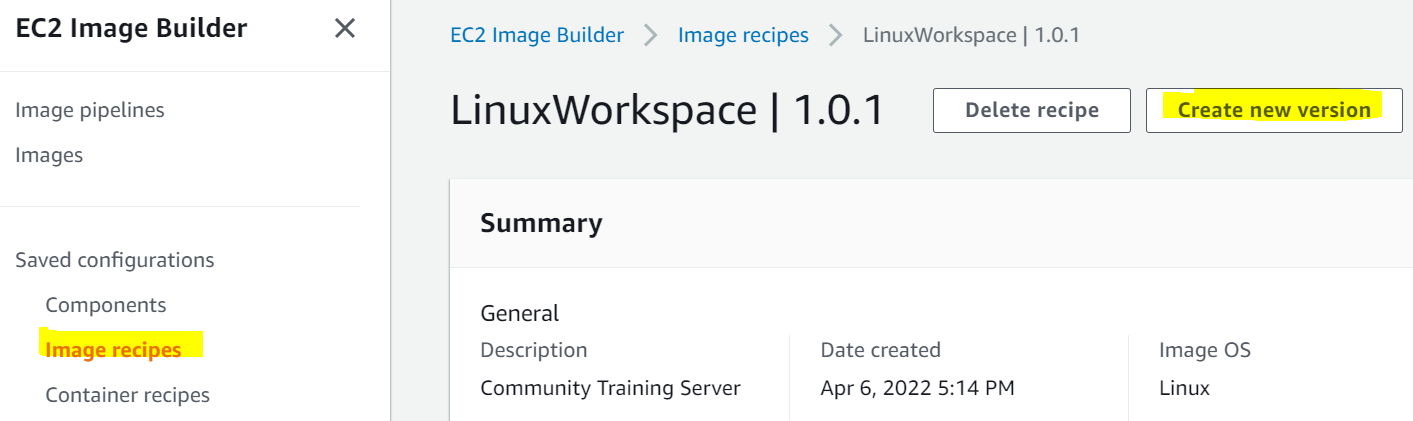 EC2 Image Builder
Image pipelines
Images
Saved configurations
Components
Image recipes
Container recipes
EC2 Image Builder > Image recipes > LinuxWorkspace | 1.0.1
LinuxWorkspace | 1.0.1
Delete recipe
Create new version
Summary
General
Description
Community Training Server
Date created
Apr 6, 2022 5:14 PM
Image OS
Linux